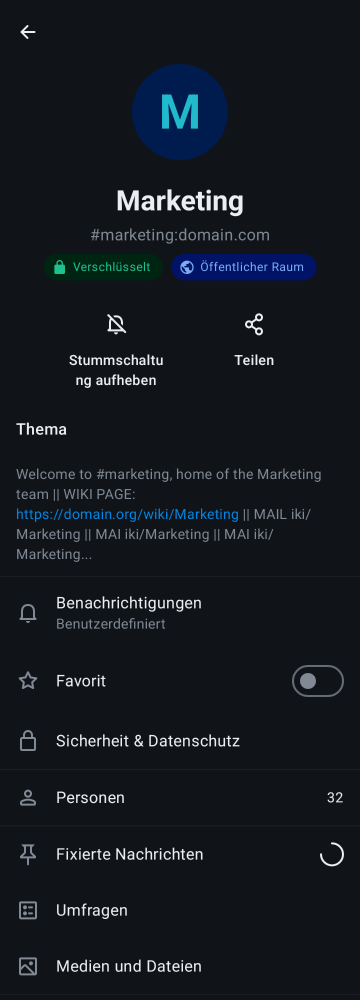 M
Marketing
#marketing:domain.com
Verschlüsselt
Öffentlicher Raum
Stummschaltu
ng aufheben
Teilen
Thema
Welcome to #marketing, home of the Marketing
team || WIKI PAGE:
https://domain.org/wiki/Marketing || MAIL iki/
Marketing || MAI iki/Marketing || MAI iki/
Marketing...
Benachrichtigungen
Benutzerdefiniert
Favorit
Sicherheit & Datenschutz
Personen 32
Fixierte Nachrichten
Umfragen
Medien und Dateien